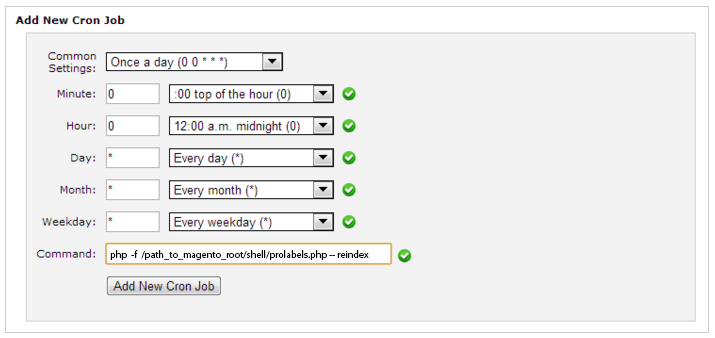 Add New Cron Job
Common Settings: Once a day (0 0 * * *)
Minute: 0 :00 top of the hour (0)
Hour: 0 12:00 a.m. midnight (0)
Day: * Every day (*)
Month: * Every month (*)
Weekday: * Every weekday (*)
Command: php -f /path_to_magento_root/shell/prolabels.php -- reindex
Add New Cron Job